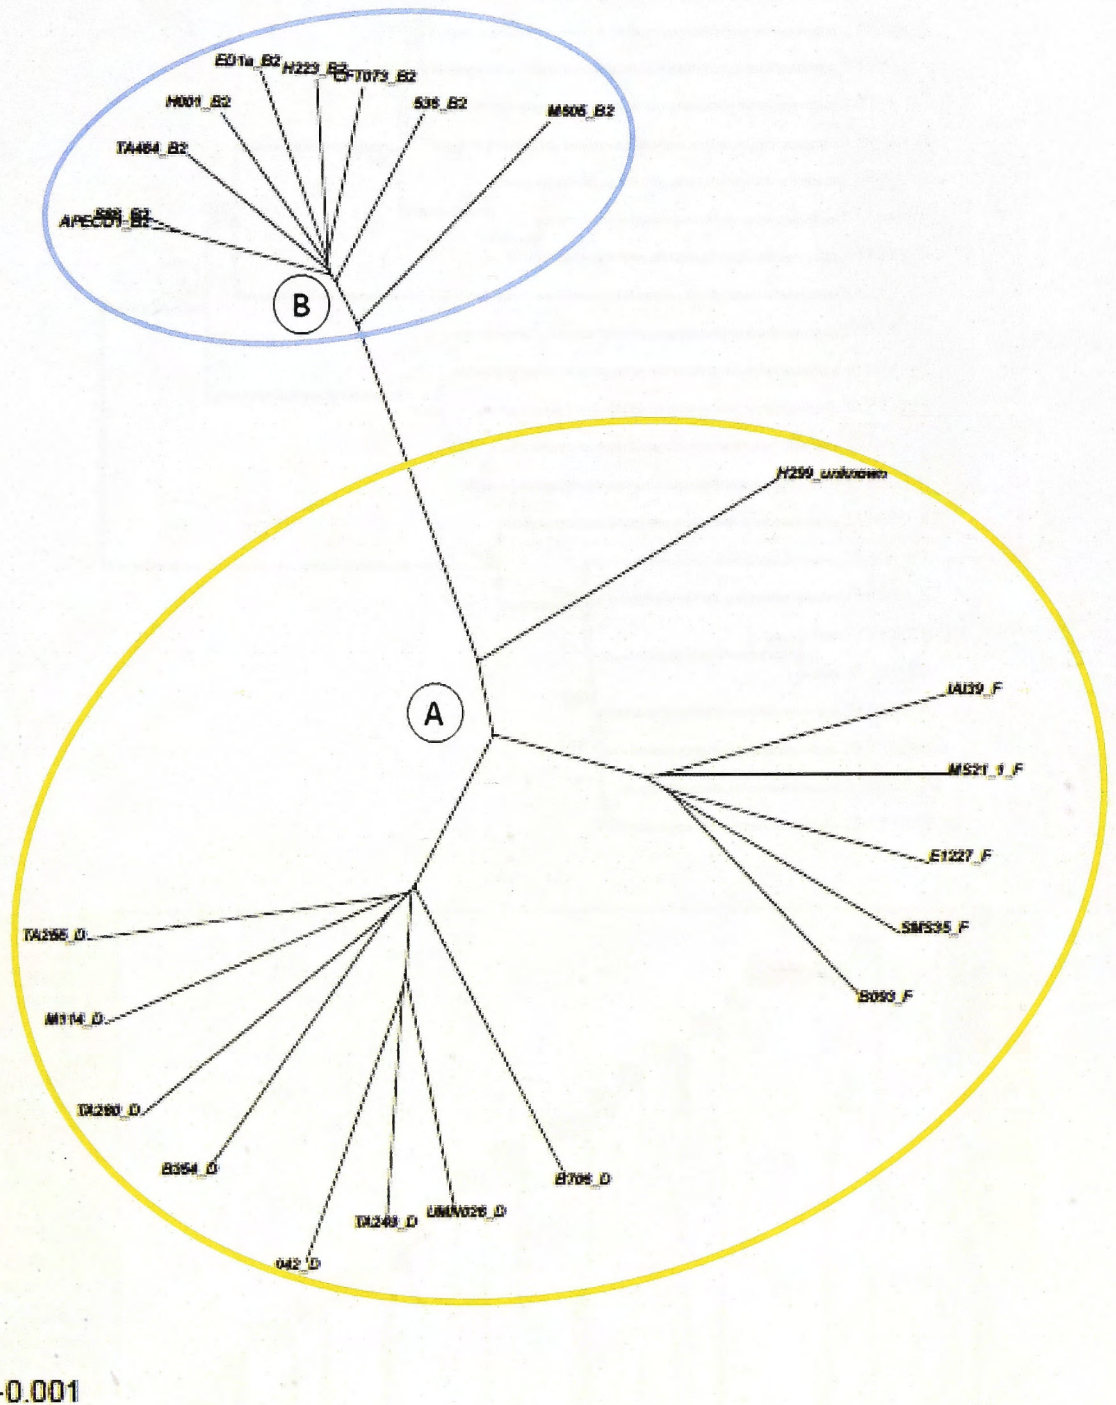 ED1a_B2
H223_B2
CFT073_B2
H001_B2
536_B2
M605_B2
TA464_B2
APECO1_B2
B
H299_unknown
IAI39_F
A
MS21_1_F
E1227_F
SMS35_F
TA255_D
B093_F
M114_D
TA280_D
B354_D
B706_D
TA249_D
UMN026_D
042_D
0.001